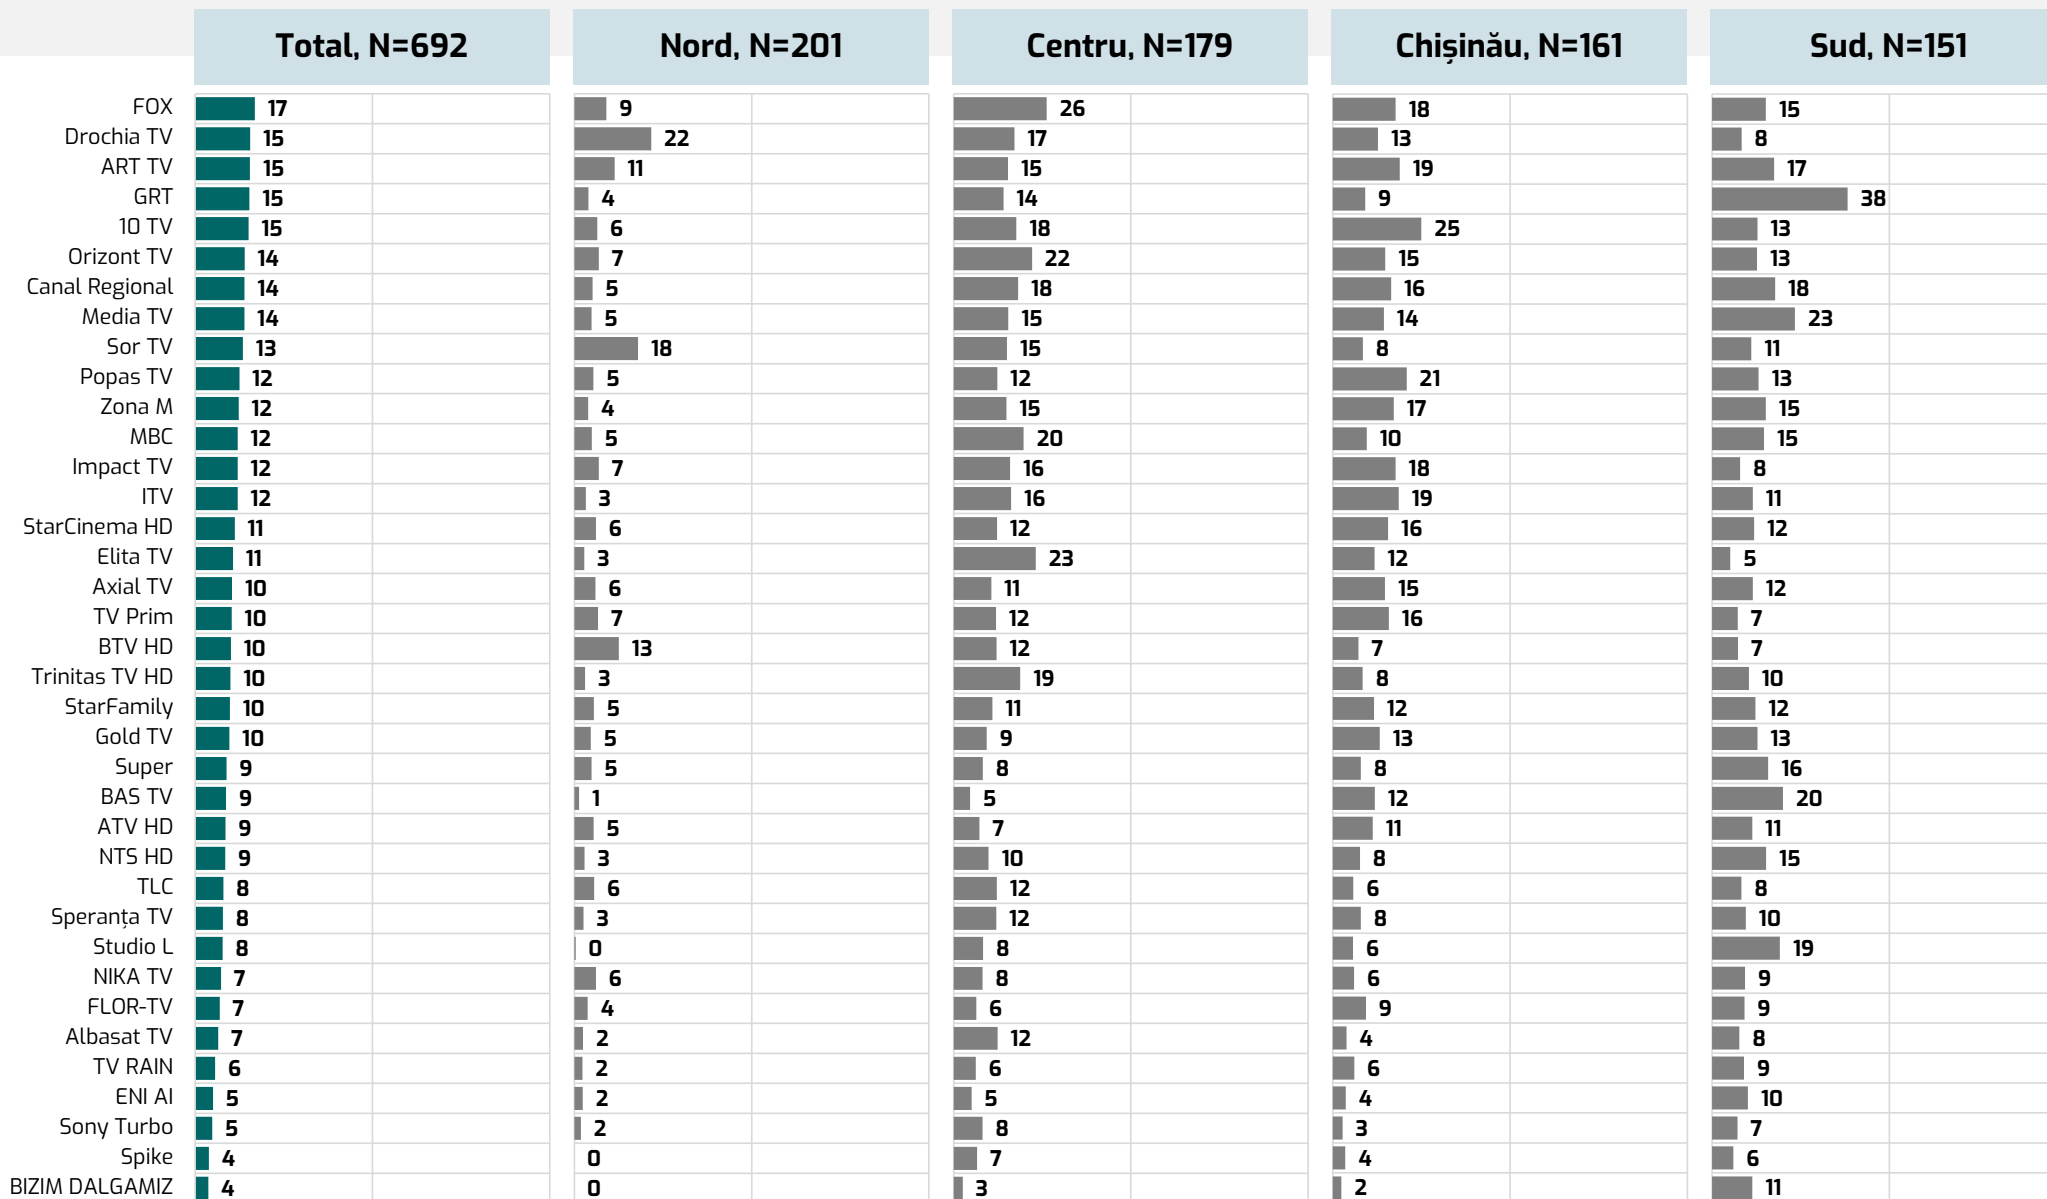 Total, N=692 Nord, N=201 Centru, N=179 Chișinău, N=161 Sud, N=151
FOX 17 9 26 18 15
Drochia TV 15 22 17 13 8
ART TV 15 11 15 19 17
GRT 15 4 14 9 38
10 TV 15 6 18 25 13
Orizont TV 14 7 22 15 13
Canal Regional 14 5 18 16 18
Media TV 14 5 15 14 23
Sor TV 13 18 15 8 11
Popas TV 12 5 12 21 13
Zona M 12 4 15 17 15
MBC 12 5 20 10 15
Impact TV 12 7 16 18 8
ITV 12 3 16 19 11
StarCinema HD 11 6 12 16 12
Elita TV 11 3 23 12 5
Axial TV 10 6 11 15 12
TV Prim 10 7 12 16 7
BTV HD 10 13 12 7 7
Trinitas TV HD 10 3 19 8 10
StarFamily 10 5 11 12 12
Gold TV 10 5 9 13 13
Super 9 5 8 8 16
BAS TV 9 1 5 12 20
ATV HD 9 5 7 11 11
NTS HD 9 3 10 8 15
TLC 8 6 12 6 8
Speranța TV 8 3 12 8 10
Studio L 8 0 8 6 19
NIKA TV 7 6 8 6 9
FLOR-TV 7 4 6 9 9
Albasat TV 7 2 12 4 8
TV RAIN 6 2 6 6 9
ENI AI 5 2 5 4 10
Sony Turbo 5 2 8 3 7
Spike 4 0 7 4 6
BIZIM DALGAMIZ 4 0 3 2 11